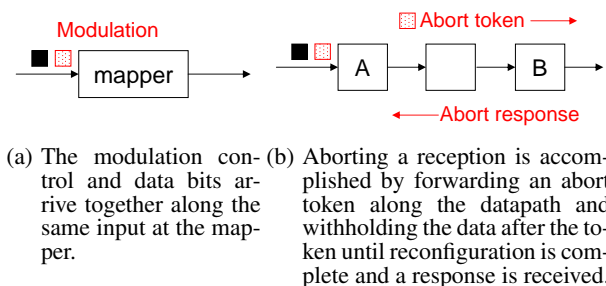 Modulation
mapper
Abort token
A
B
Abort response
(a) The modulation con-
trol and data bits ar-
rive together along the
same input at the map-
per.
(b) Aborting a reception is accom-
plished by forwarding an abort
token along the datapath and
withholding the data after the to-
ken until reconfiguration is com-
plete and a response is received.